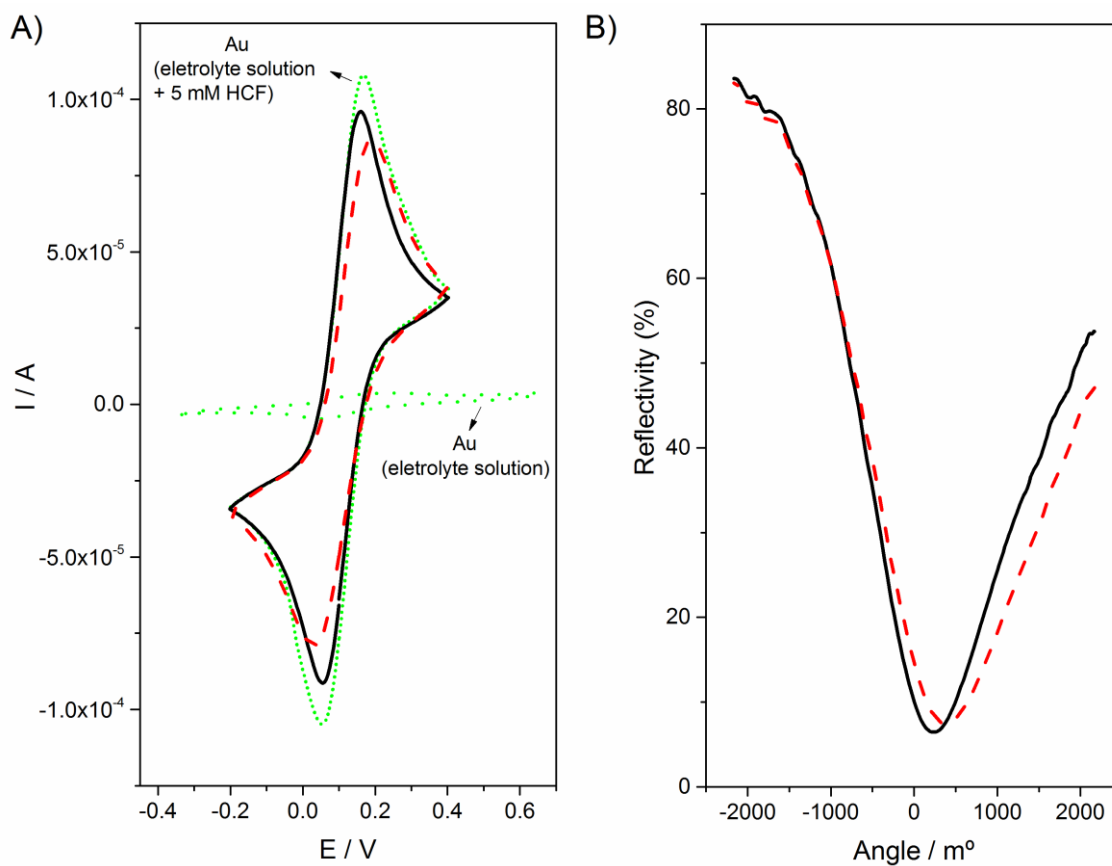 A)
Au
(eletrolyte solution
+ 5 mM HCF)
1.0x10⁻⁴
5.0x10⁻⁵
0.0
-5.0x10⁻⁵
-1.0x10⁻⁴
I / A
Au
(eletrolyte solution)
-0.4 -0.2 0.0 0.2 0.4 0.6
E / V
B)
80
60
40
20
0
Reflectivity (%)
-2000 -1000 0 1000 2000
Angle / mº